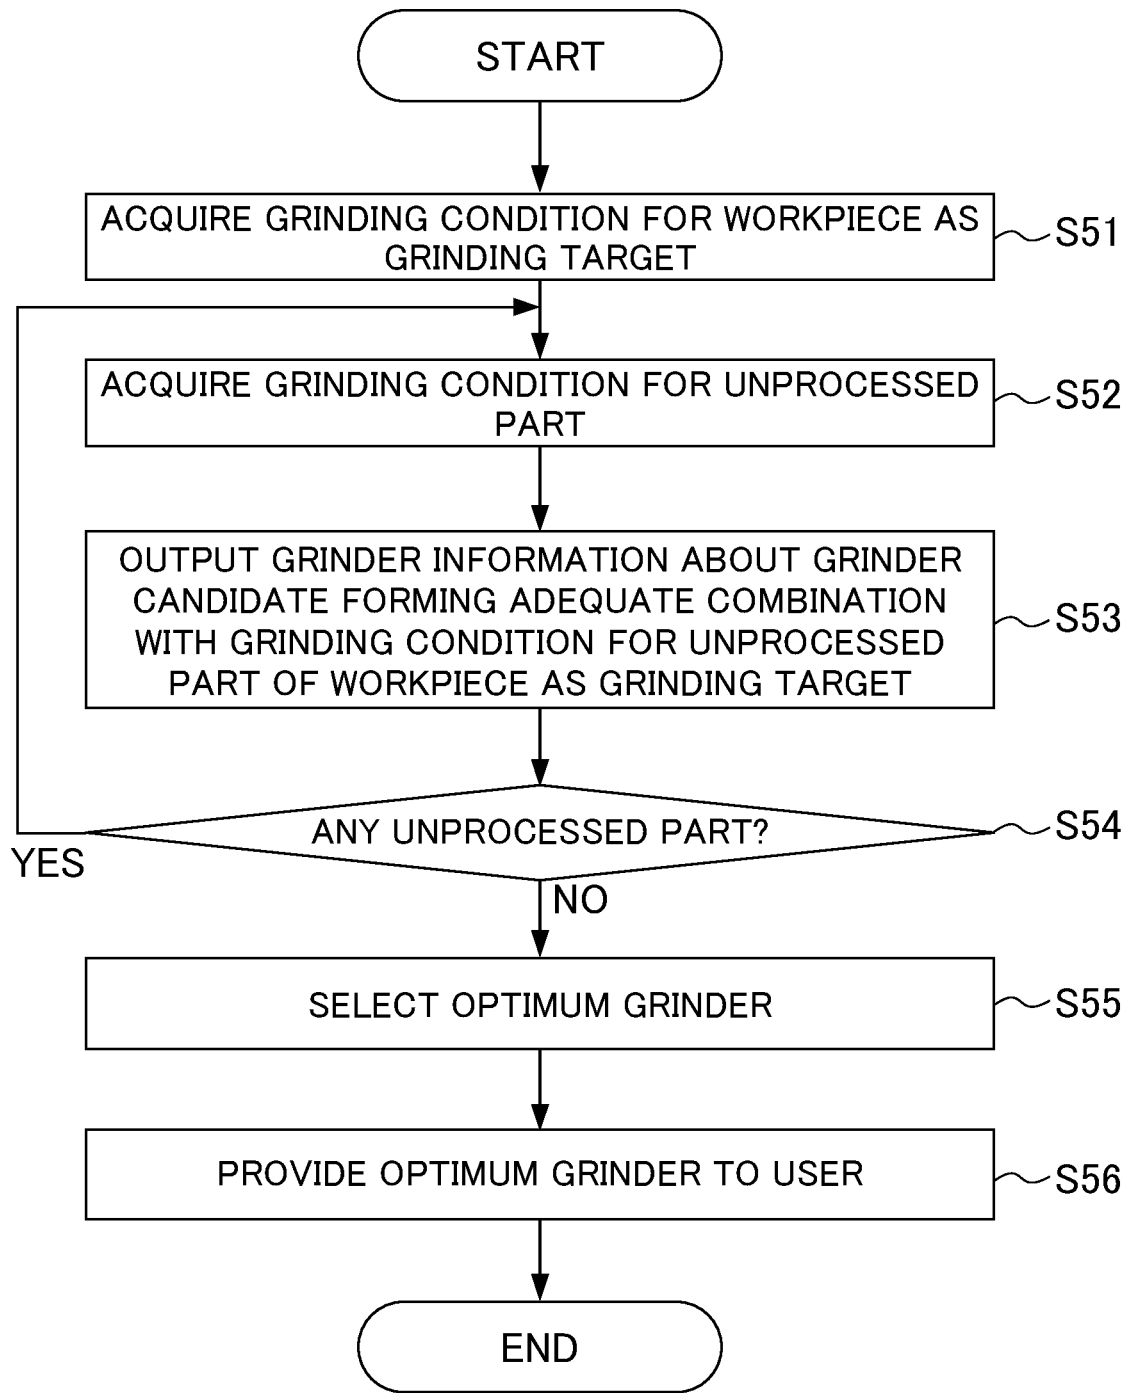 START
ACQUIRE GRINDING CONDITION FOR WORKPIECE AS
GRINDING TARGET
S51
ACQUIRE GRINDING CONDITION FOR UNPROCESSED
PART
S52
OUTPUT GRINDER INFORMATION ABOUT GRINDER
CANDIDATE FORMING ADEQUATE COMBINATION
WITH GRINDING CONDITION FOR UNPROCESSED
PART OF WORKPIECE AS GRINDING TARGET
S53
ANY UNPROCESSED PART?
S54
YES
NO
SELECT OPTIMUM GRINDER
S55
PROVIDE OPTIMUM GRINDER TO USER
S56
END